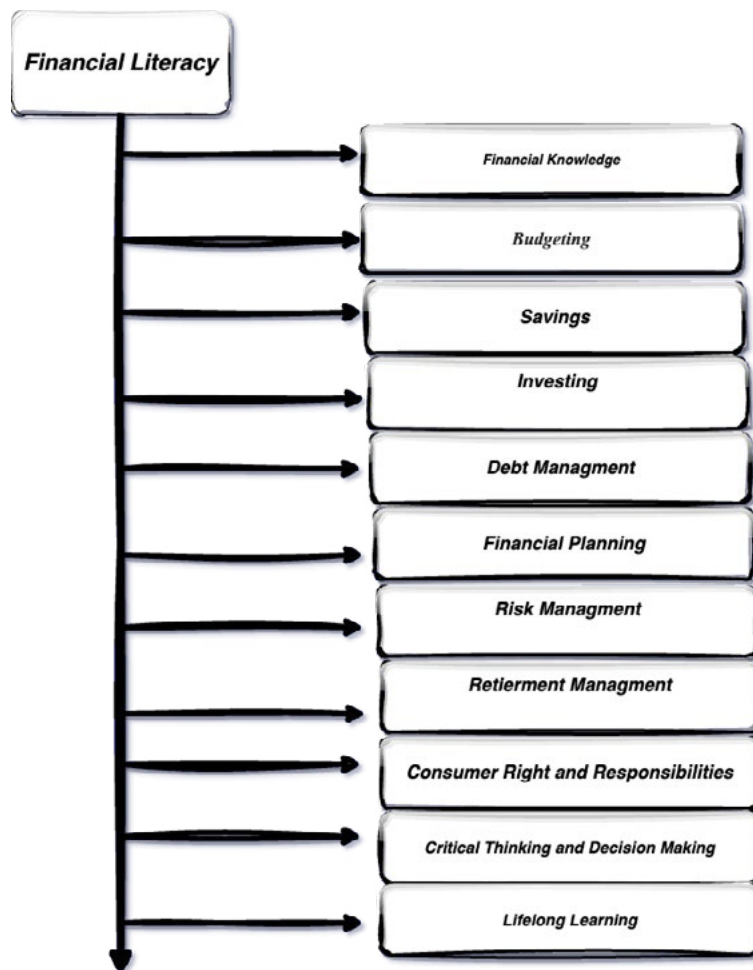 Financial Literacy
Financial Knowledge
Budgeting
Savings
Investing
Debt Managment
Financial Planning
Risk Managment
Retierment Managment
Consumer Right and Responsibilities
Critical Thinking and Decision Making
Lifelong Learning